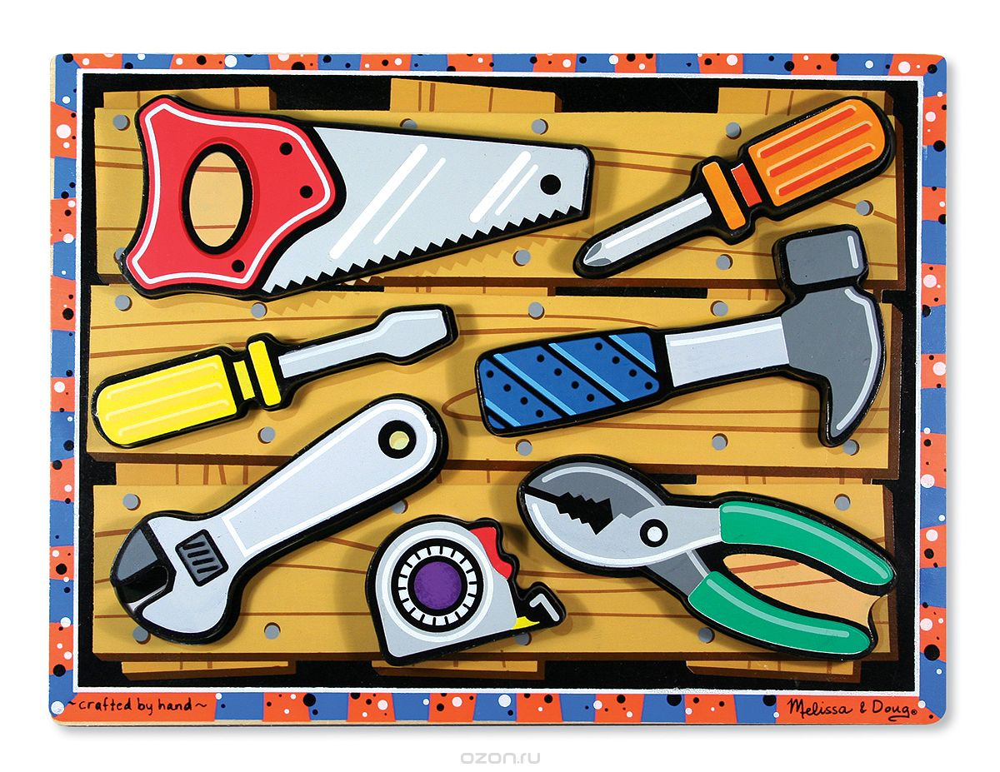 ~crafted by hand~
Melissa & Doug®
ozon.ru